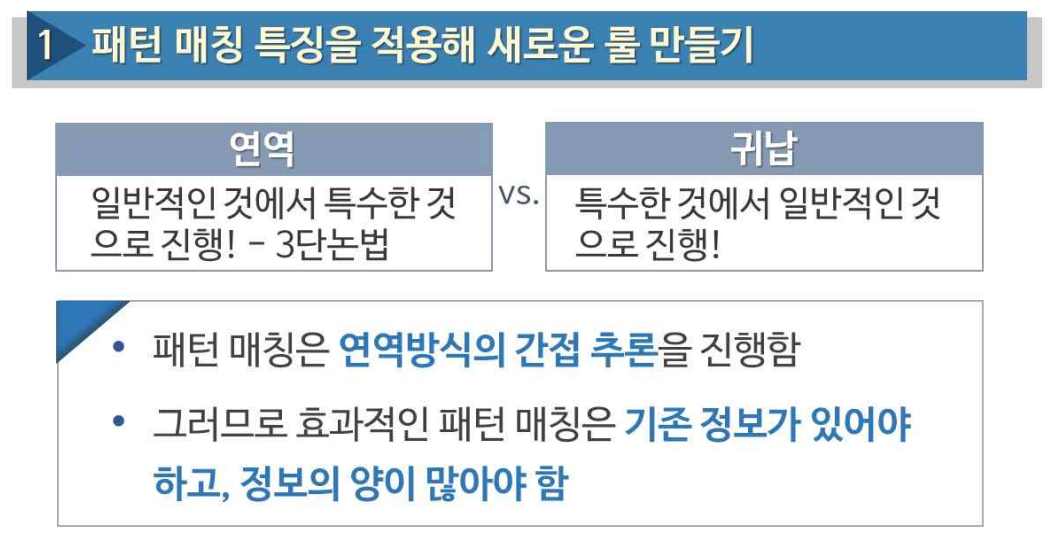 1 패턴 매칭 특징을 적용해 새로운 룰 만들기
연역
일반적인 것에서 특수한 것
으로 진행! - 3단논법
vs.
귀납
특수한 것에서 일반적인 것
으로 진행!
• 패턴 매칭은 연역방식의 간접 추론을 진행함
• 그러므로 효과적인 패턴 매칭은 기존 정보가 있어야
하고, 정보의 양이 많아야 함